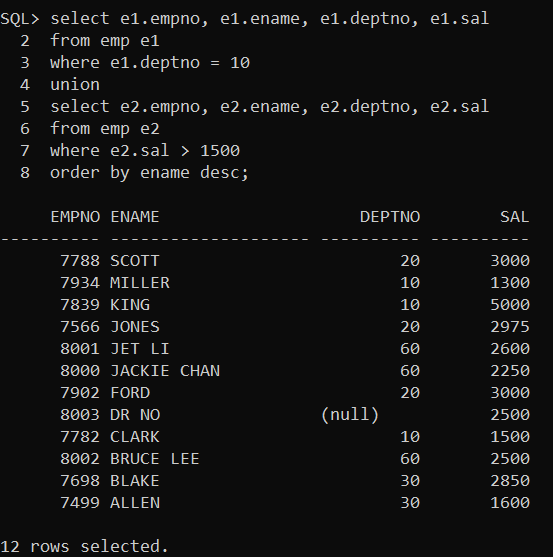 SQL> select e1.empno, e1.ename, e1.deptno, e1.sal
  2  from emp e1
  3  where e1.deptno = 10
  4  union
  5  select e2.empno, e2.ename, e2.deptno, e2.sal
  6  from emp e2
  7  where e2.sal > 1500
  8  order by ename desc;

     EMPNO ENAME                    DEPTNO        SAL
---------- -------------------- ---------- ----------
      7788 SCOTT                        20       3000
      7934 MILLER                       10       1300
      7839 KING                         10       5000
      7566 JONES                        20       2975
      8001 JET LI                       60       2600
      8000 JACKIE CHAN                  60       2250
      7902 FORD                         20       3000
      8003 DR NO                (null)           2500
      7782 CLARK                        10       1500
      8002 BRUCE LEE                    60       2500
      7698 BLAKE                        30       2850
      7499 ALLEN                        30       1600

12 rows selected.